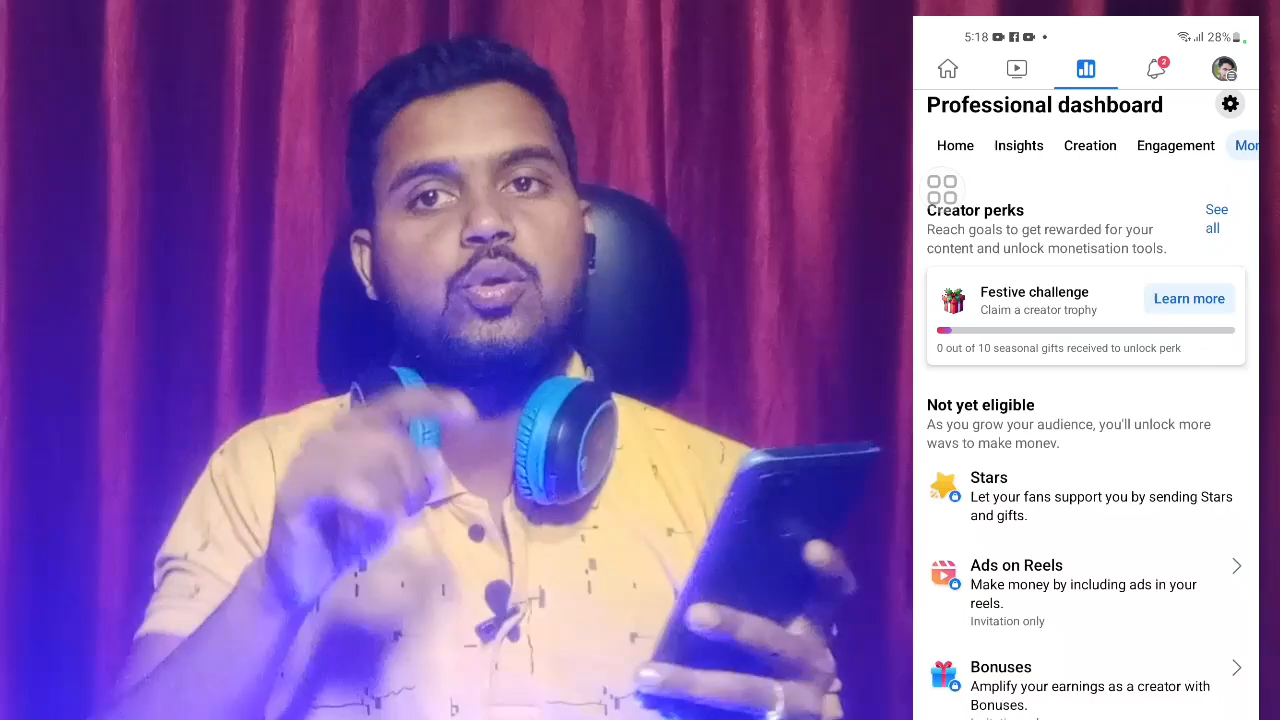 5:18
28%
2
Professional dashboard
Home Insights Creation Engagement Mor
Creator perks
See all
Reach goals to get rewarded for your
content and unlock monetisation tools.
Festive challenge
Claim a creator trophy
Learn more
0 out of 10 seasonal gifts received to unlock perk
Not yet eligible
As you grow your audience, you'll unlock more
ways to make money.
Stars
Let your fans support you by sending Stars
and gifts.
Ads on Reels
Make money by including ads in your
reels.
Invitation only
Bonuses
Amplify your earnings as a creator with
Bonuses.